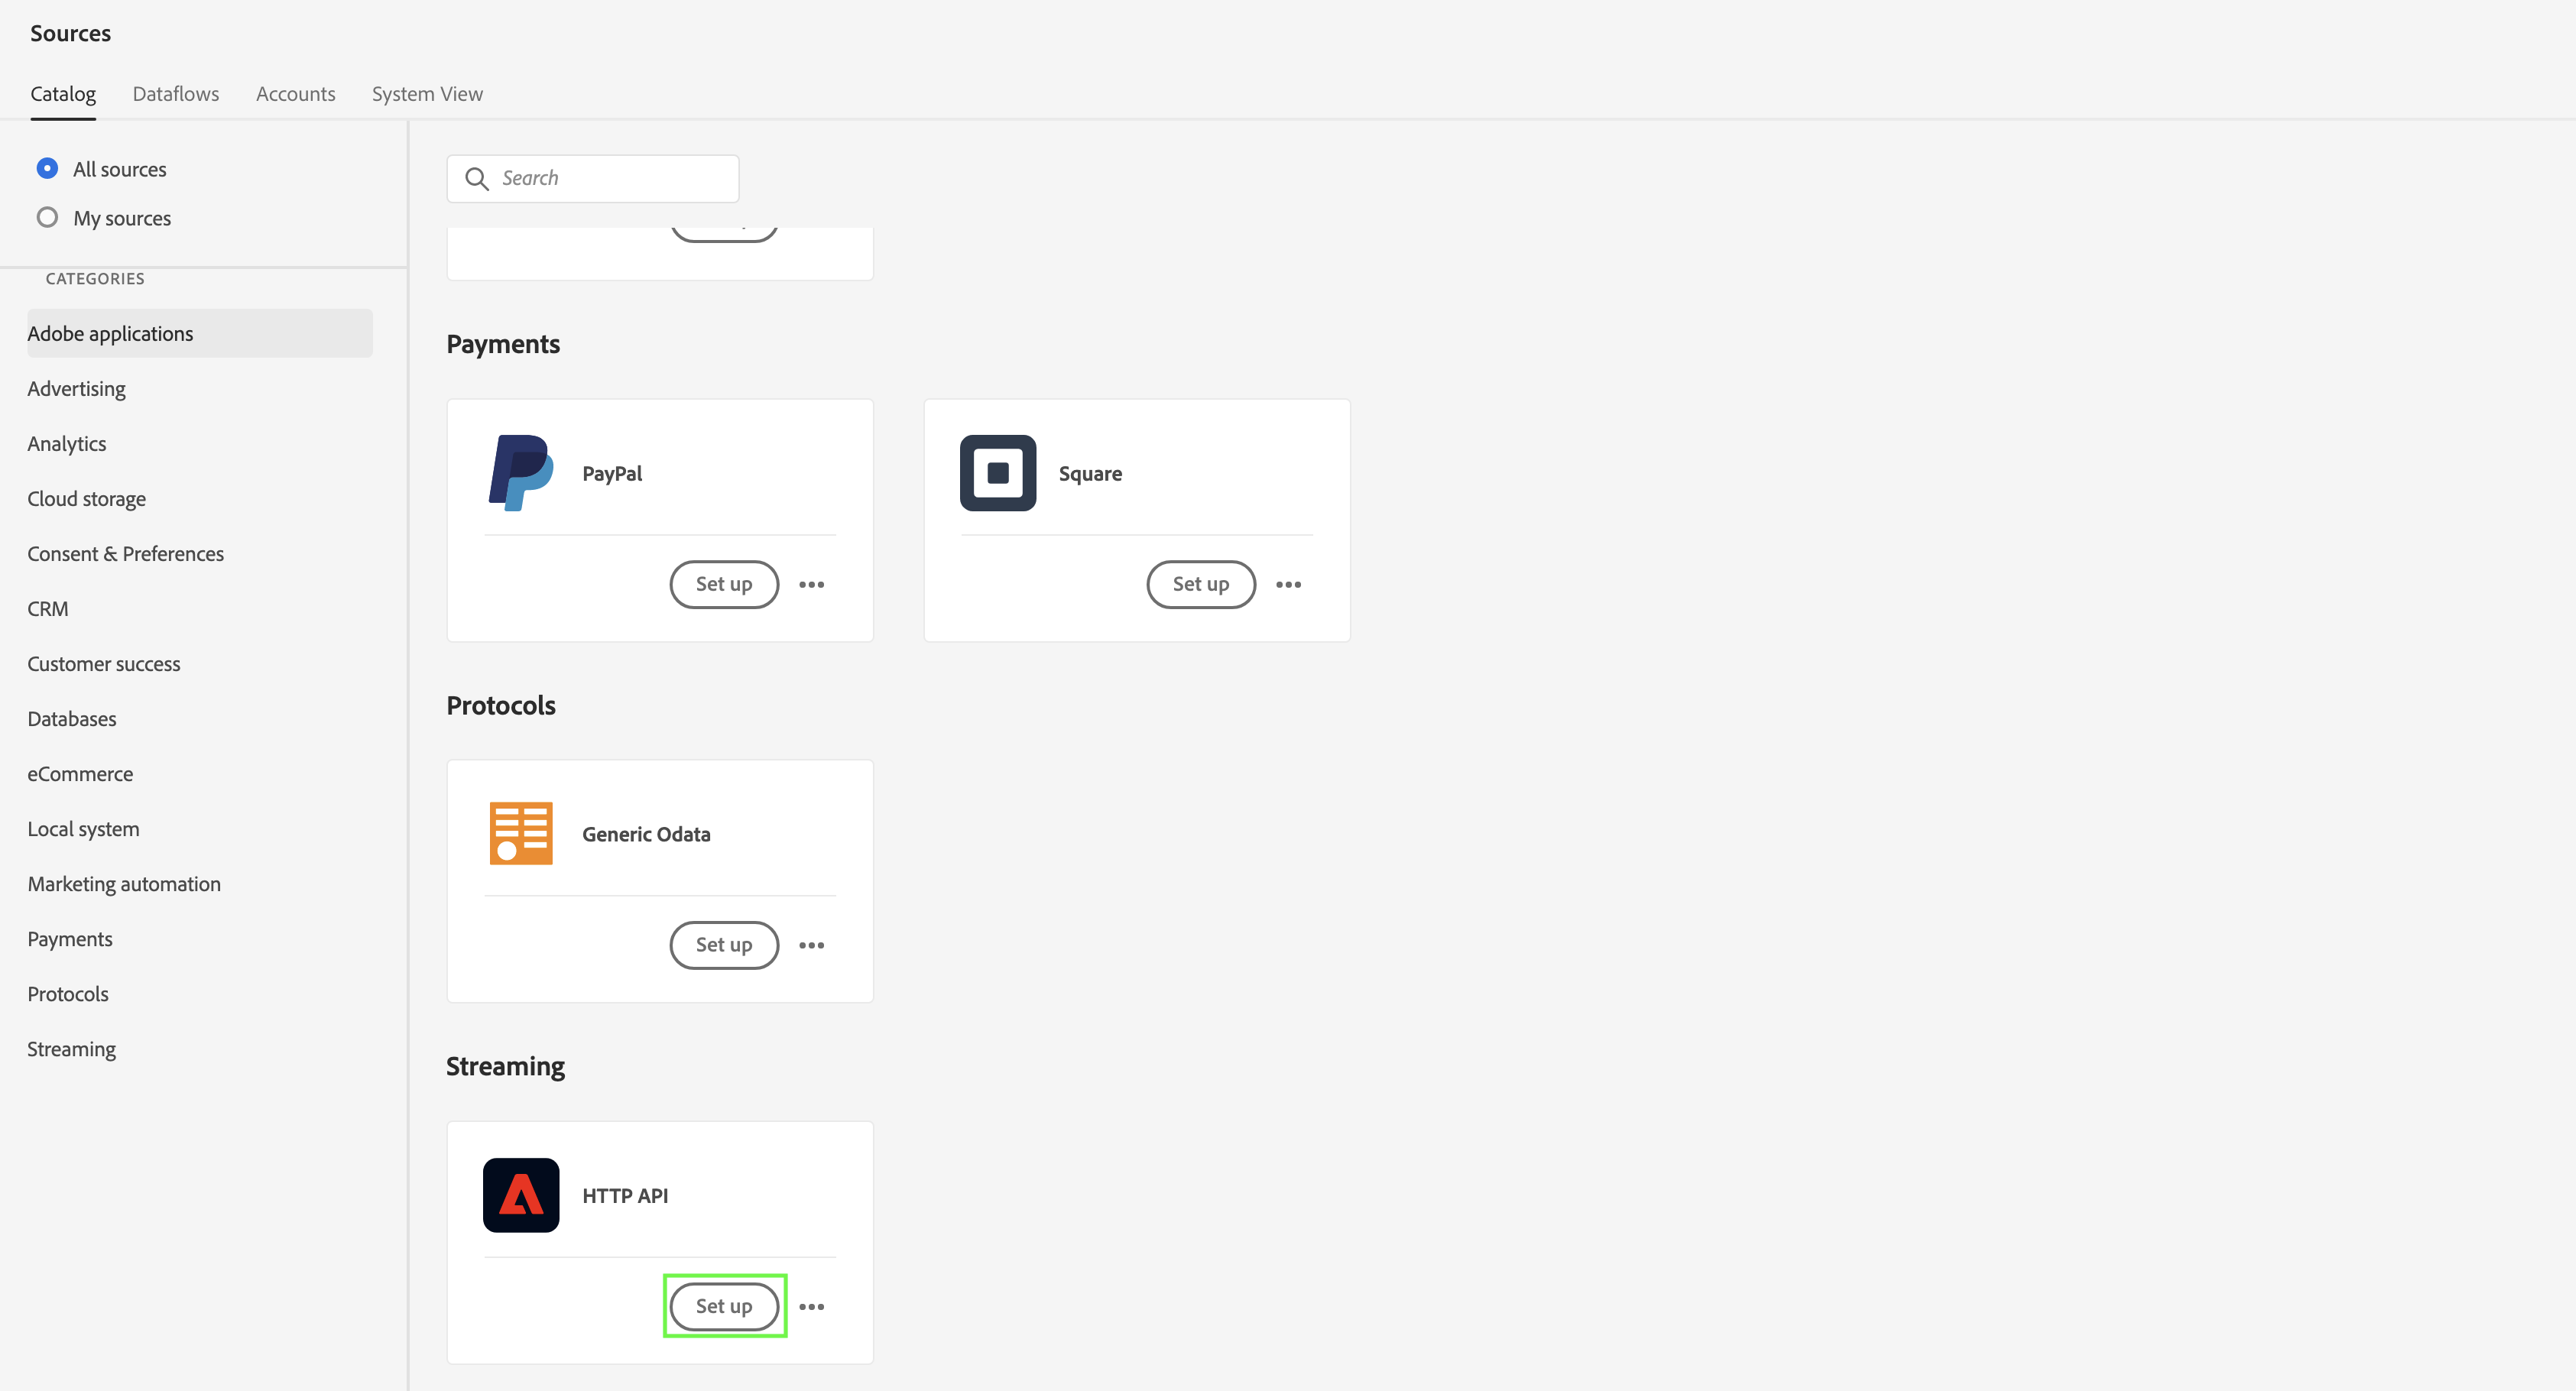 Sources
Catalog
Dataflows
Accounts
System View
All sources
My sources
CATEGORIES
Adobe applications
Advertising
Analytics
Cloud storage
Consent & Preferences
CRM
Customer success
Databases
eCommerce
Local system
Marketing automation
Payments
Protocols
Streaming
Search
Payments
PayPal
Set up
Square
Set up
Protocols
Generic Odata
Set up
Streaming
HTTP API
Set up